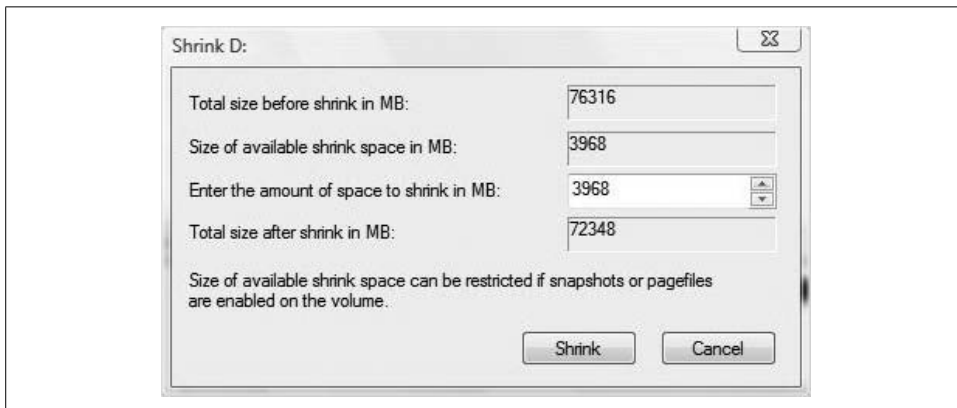 Shrink D:
Total size before shrink in MB: 76316
Size of available shrink space in MB: 3968
Enter the amount of space to shrink in MB: 3968
Total size after shrink in MB: 72348
Size of available shrink space can be restricted if snapshots or pagefiles
are enabled on the volume.
Shrink Cancel